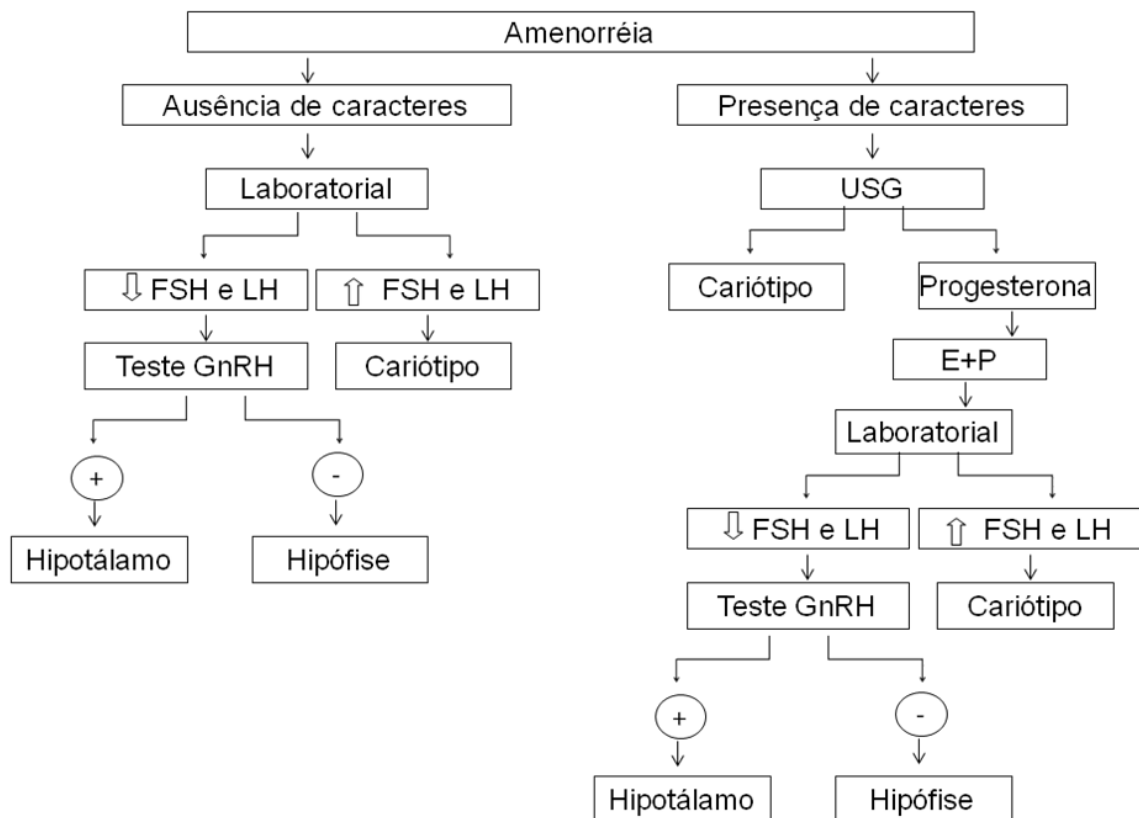 Amenorréia
Ausência de caracteres
Presença de caracteres
Laboratorial
USG
⇩ FSH e LH
⇧ FSH e LH
Cariótipo
Progesterona
Teste GnRH
Cariótipo
E+P
Laboratorial
+
-
⇩ FSH e LH
⇧ FSH e LH
Hipotálamo
Hipófise
Teste GnRH
Cariótipo
+
-
Hipotálamo
Hipófise